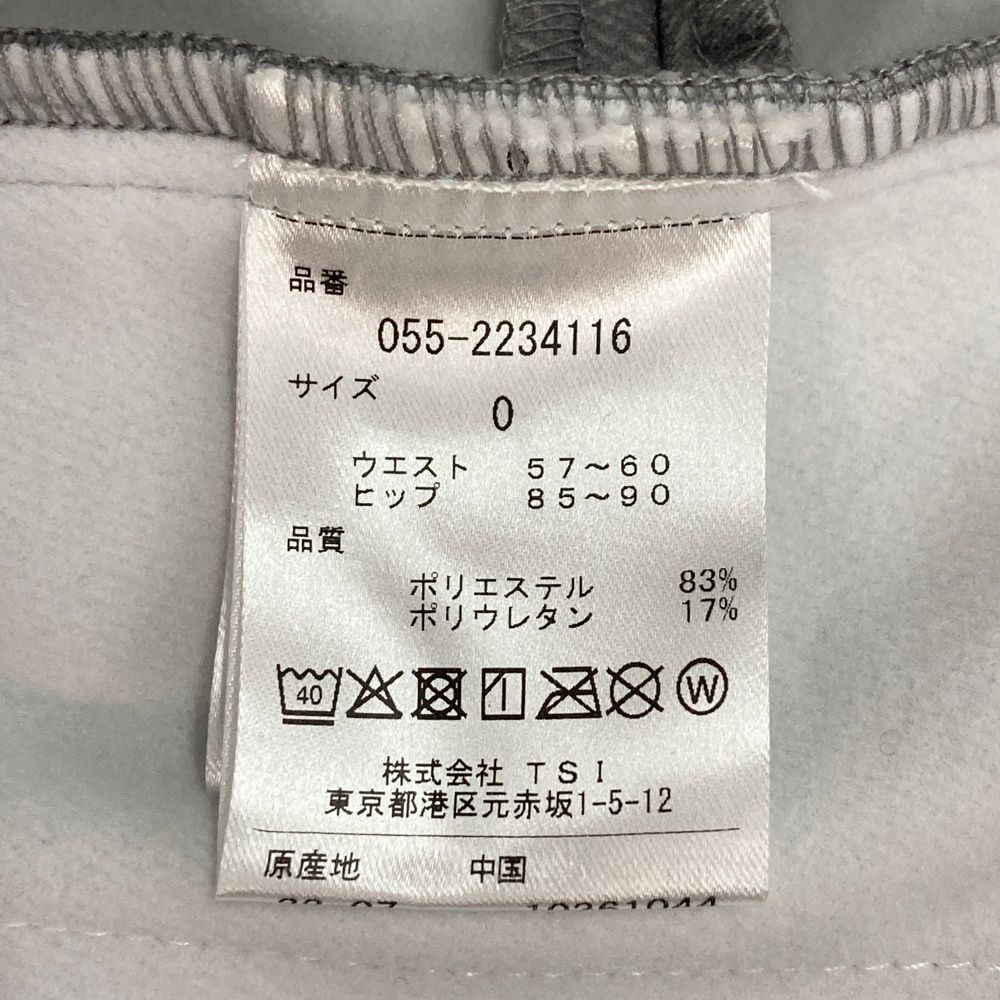 品番
055-2234116
サイズ
0
ウエスト 57～60
ヒップ 85～90
品質
ポリエステル 83%
ポリウレタン 17%
40
W
株式会社 TSI
東京都港区元赤坂1-5-12
原産地 中国